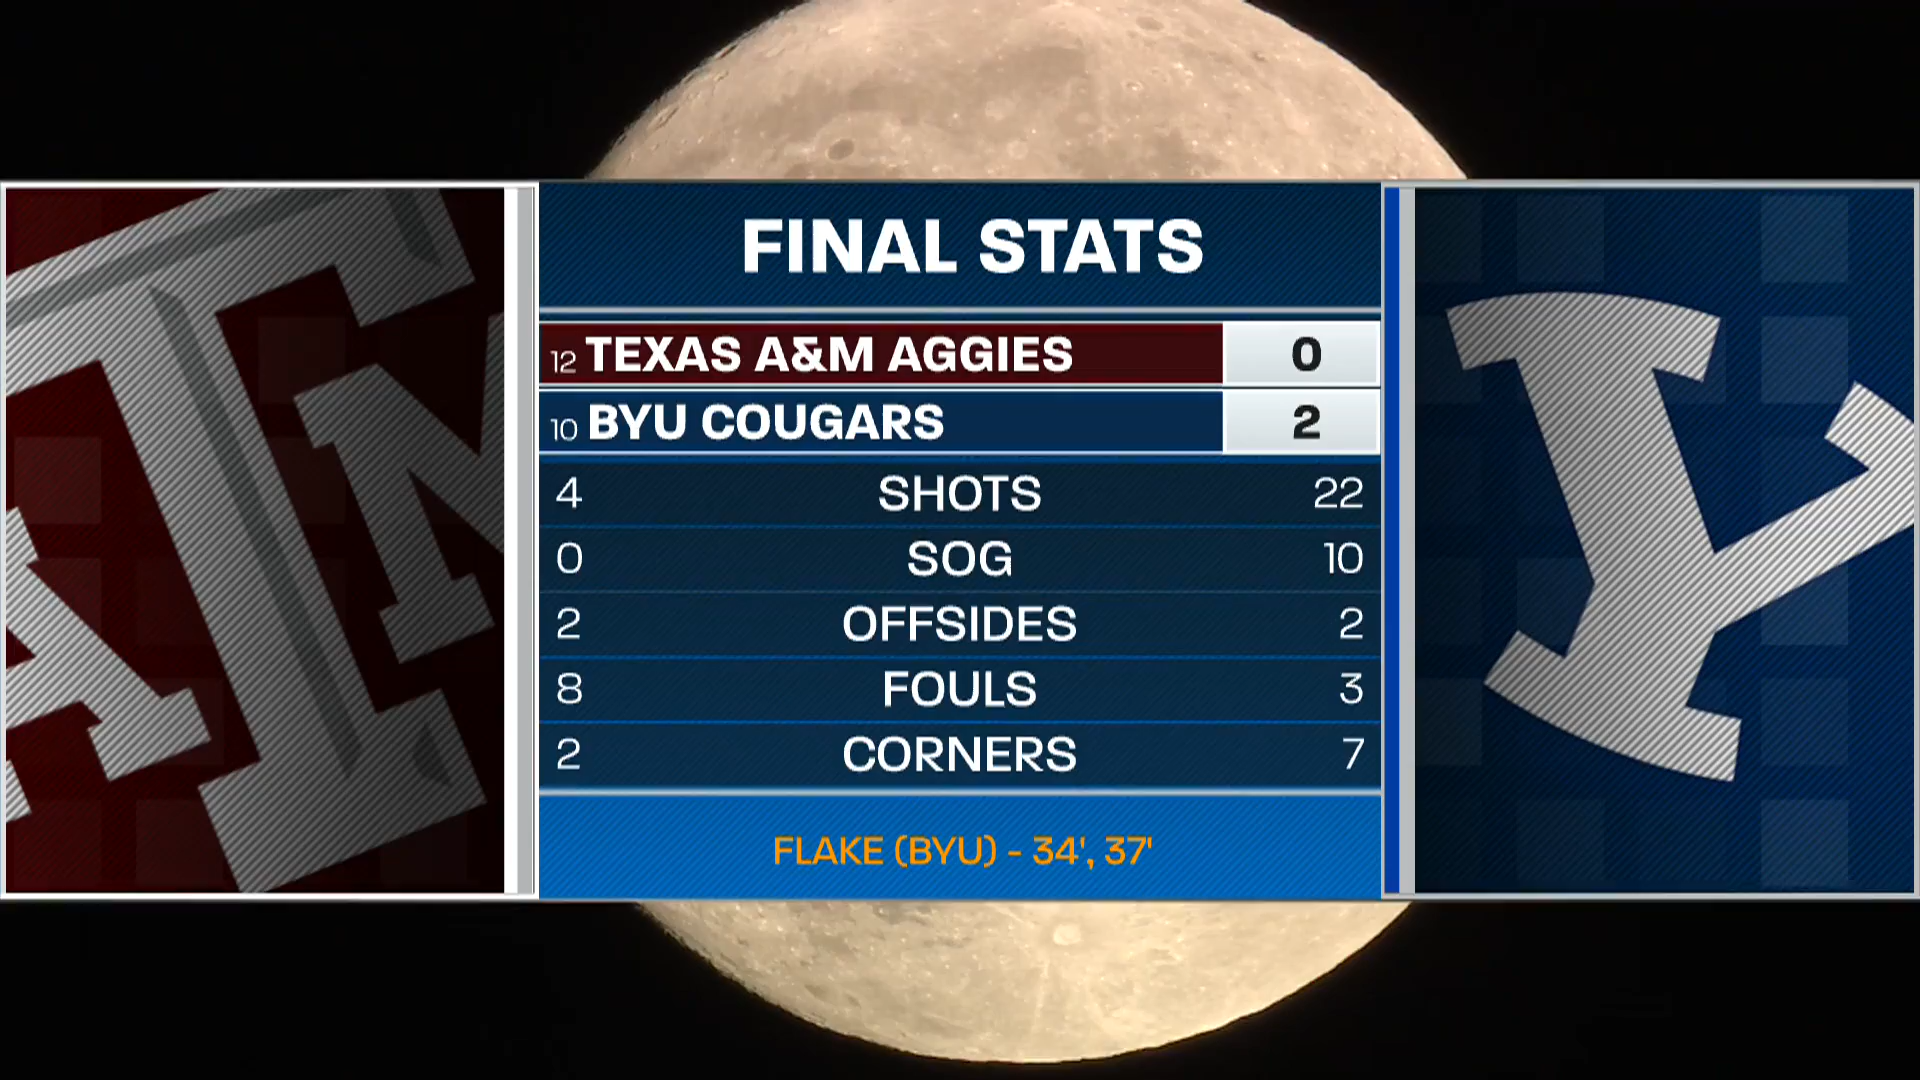 FINAL STATS
12 TEXAS A&M AGGIES 0
10 BYU COUGARS 2
4 SHOTS 22
0 SOG 10
2 OFFSIDES 2
8 FOULS 3
2 CORNERS 7
FLAKE (BYU) - 34', 37'
ATM
Y